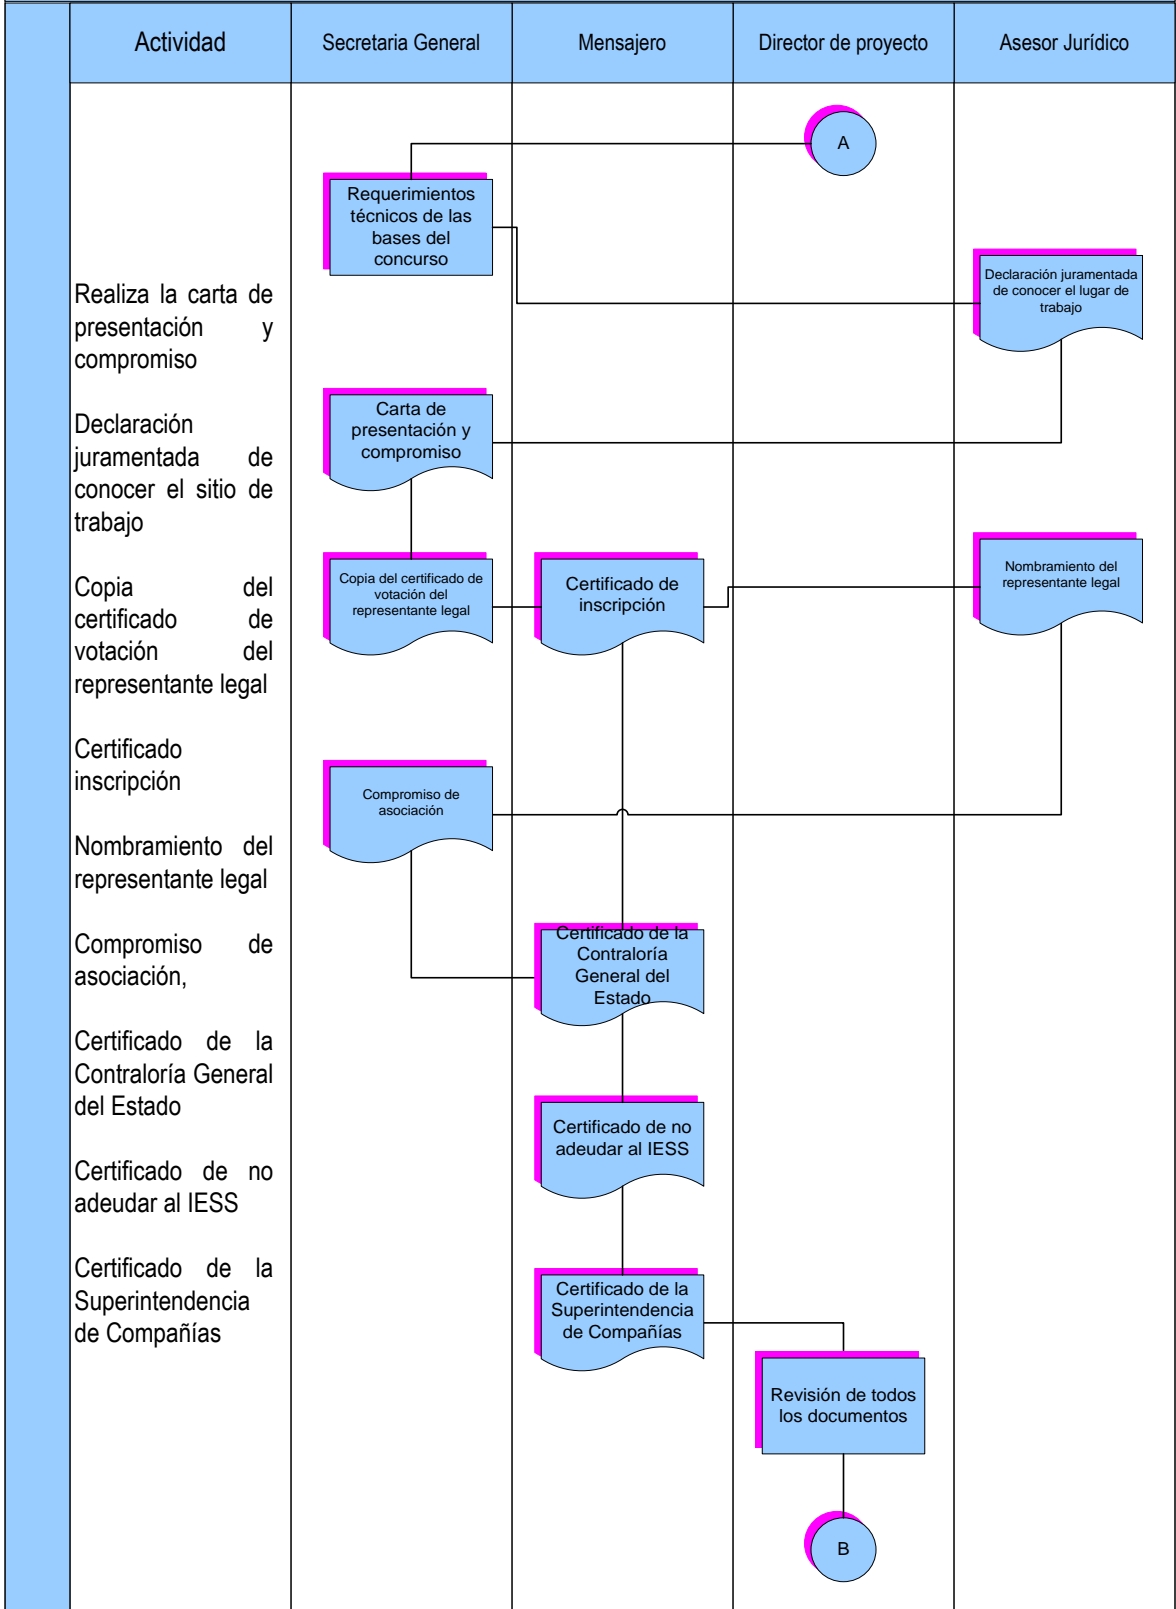 Actividad
Secretaria General
Mensajero
Director de proyecto
Asesor Jurídico
Realiza la carta de
presentación y
compromiso
Declaración
juramentada de
conocer el sitio de
trabajo
Copia del
certificado de
votación del
representante legal
Certificado
inscripción
Nombramiento del
representante legal
Compromiso de
asociación,
Certificado de la
Contraloría General
del Estado
Certificado de no
adeudar al IESS
Certificado de la
Superintendencia
de Compañías
A
Requerimientos
técnicos de las
bases del
concurso
Declaración juramentada
de conocer el lugar de
trabajo
Carta de
presentación y
compromiso
Copia del certificado de
votación del
representante legal
Certificado de
inscripción
Nombramiento del
representante legal
Compromiso de
asociación
Certificado de la
Contraloría
General del
Estado
Certificado de no
adeudar al IESS
Certificado de la
Superintendencia
de Compañías
Revisión de todos
los documentos
B